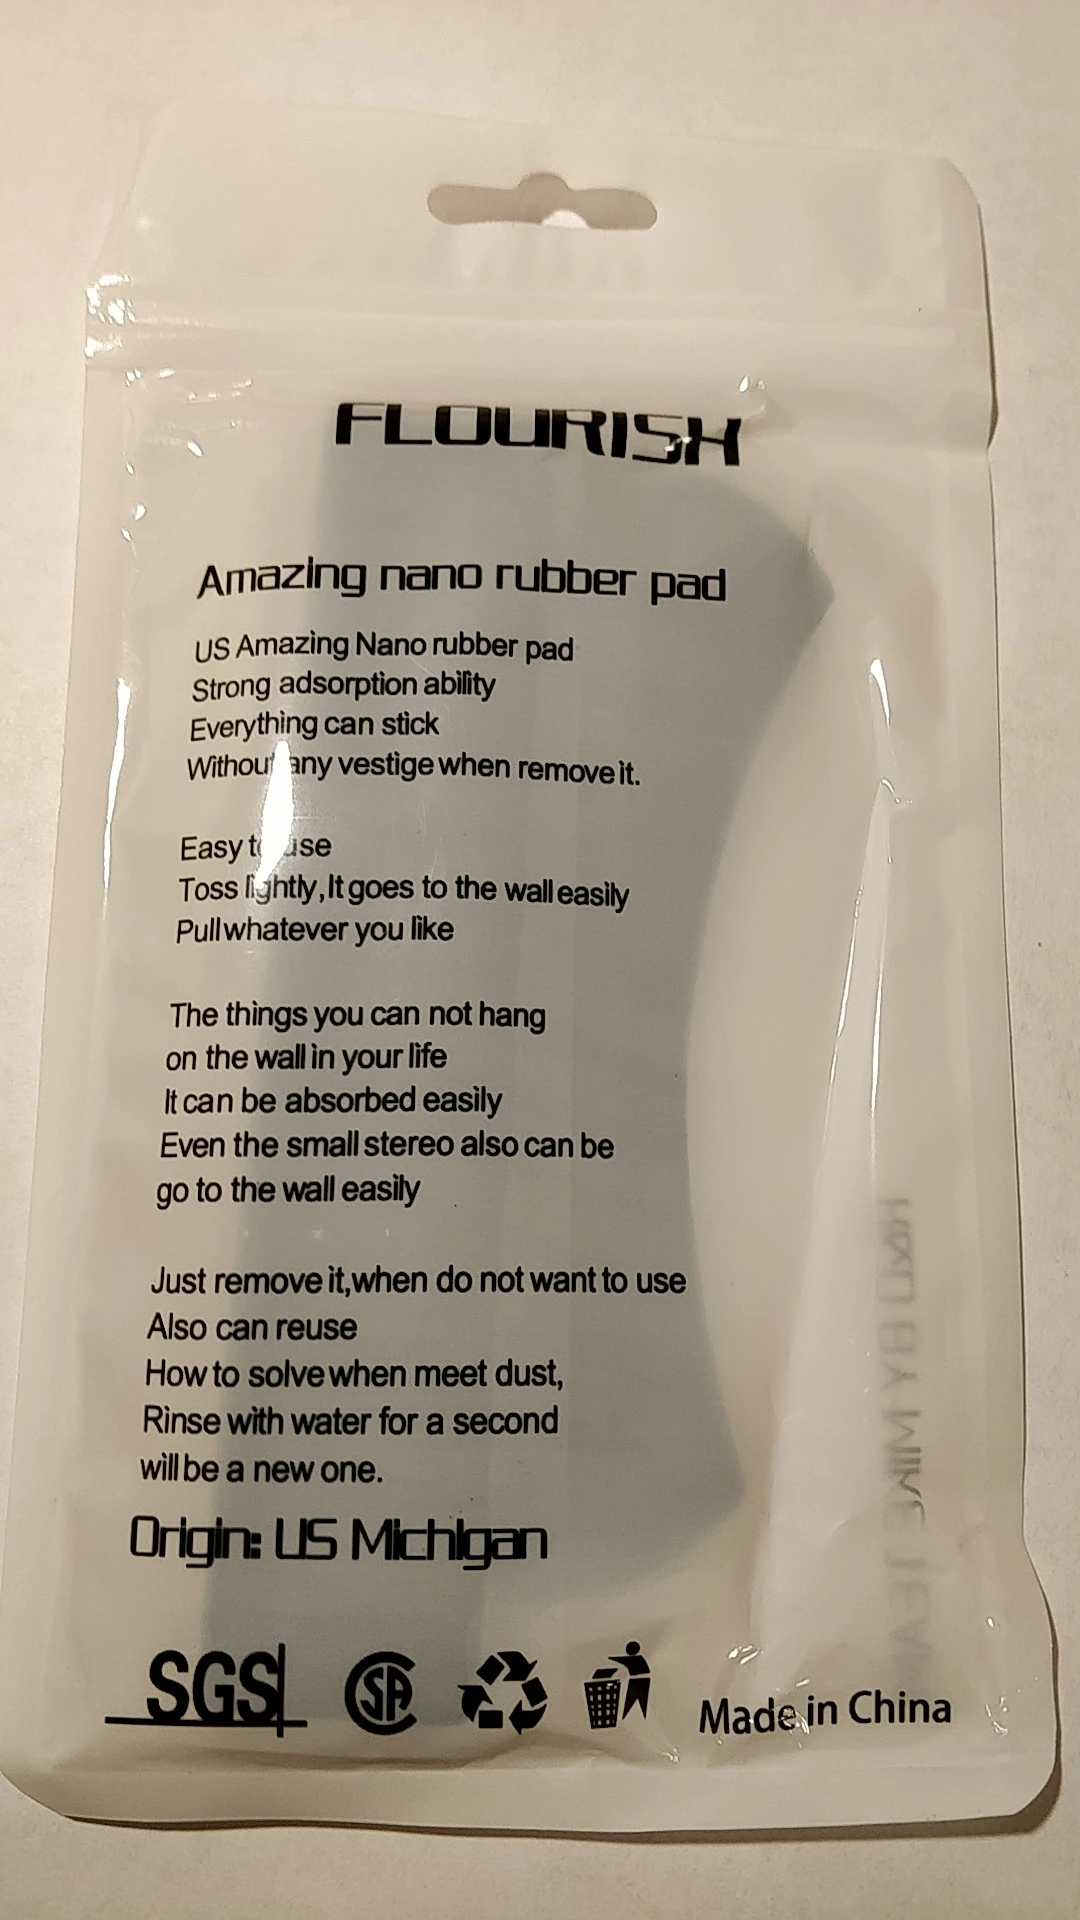 FLOURISH
Amazing nano rubber pad
US Amazing Nano rubber pad
Strong adsorption ability
Everything can stick
Without any vestige when remove it.
Easy to use
Toss lightly, It goes to the wall easily
Pull whatever you like
The things you can not hang
on the wall in your life
It can be absorbed easily
Even the small stereo also can be
go to the wall easily
Just remove it, when do not want to use
Also can reuse
How to solve when meet dust,
Rinse with water for a second
will be a new one.
Origin: US MichIgan
SGS
SA
Made in China